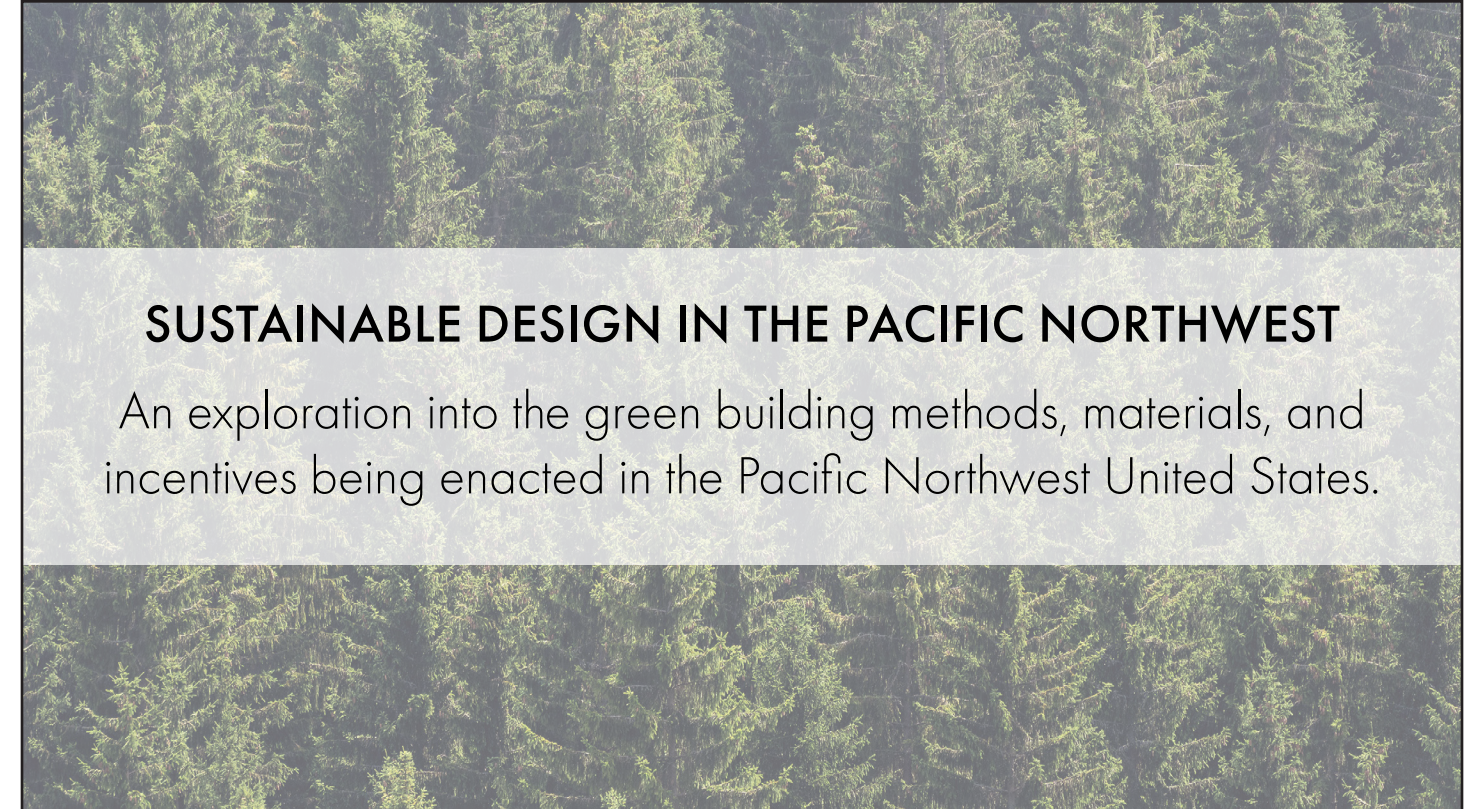 SUSTAINABLE DESIGN IN THE PACIFIC NORTHWEST
An exploration into the green building methods, materials, and
incentives being enacted in the Pacific Northwest United States.